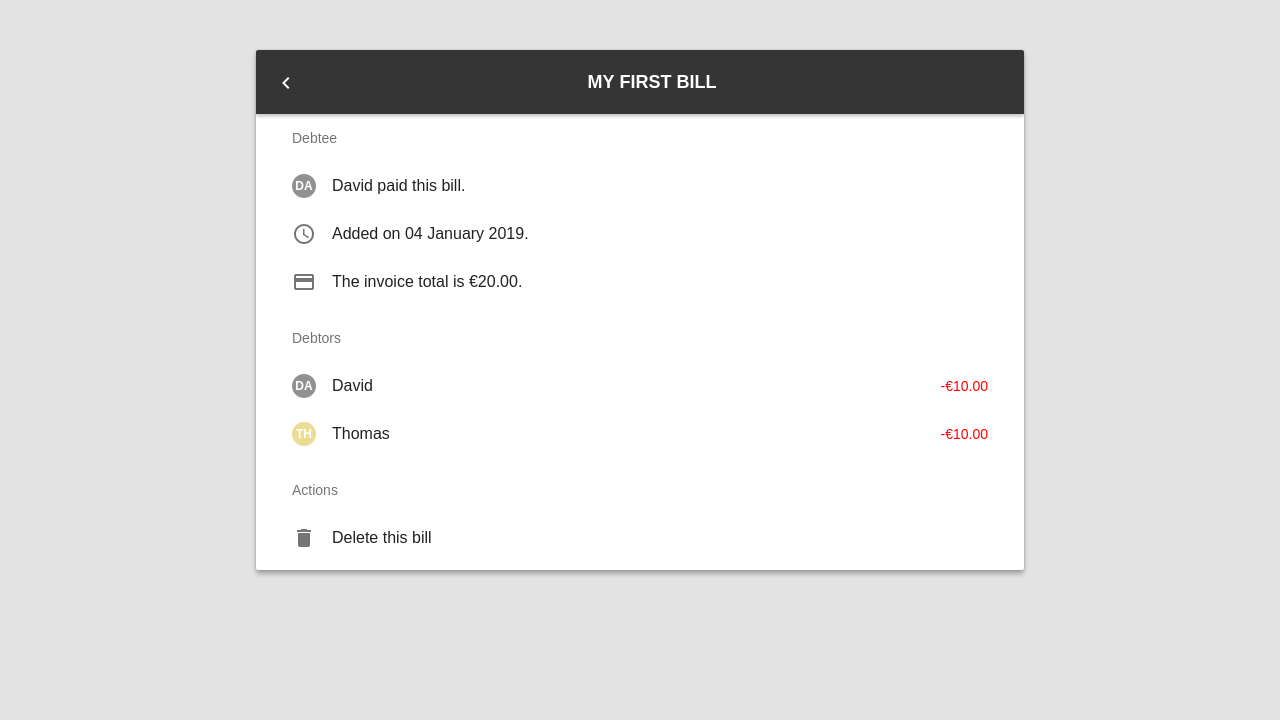 MY FIRST BILL
Debtee
DA David paid this bill.
Added on 04 January 2019.
The invoice total is €20.00.
Debtors
DA David -€10.00
TH Thomas -€10.00
Actions
Delete this bill